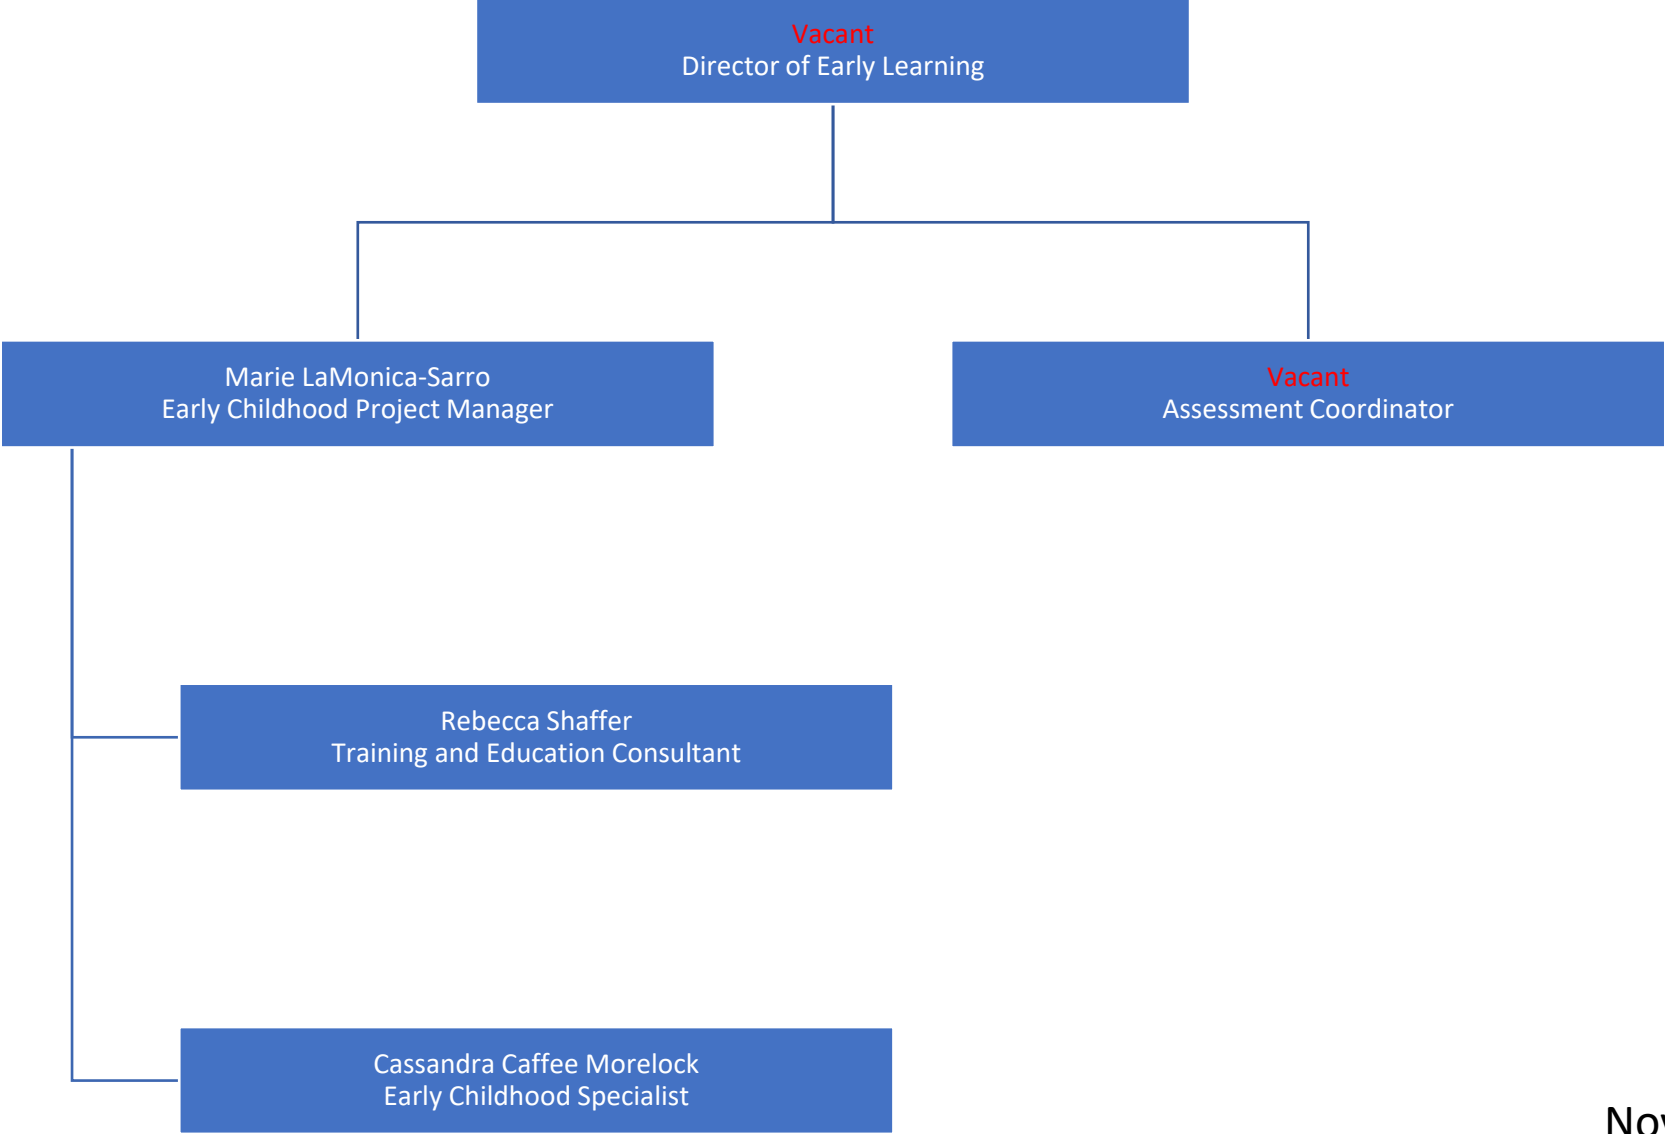 Vacant
Director of Early Learning
Marie LaMonica-Sarro
Early Childhood Project Manager
Vacant
Assessment Coordinator
Rebecca Shaffer
Training and Education Consultant
Cassandra Caffee Morelock
Early Childhood Specialist